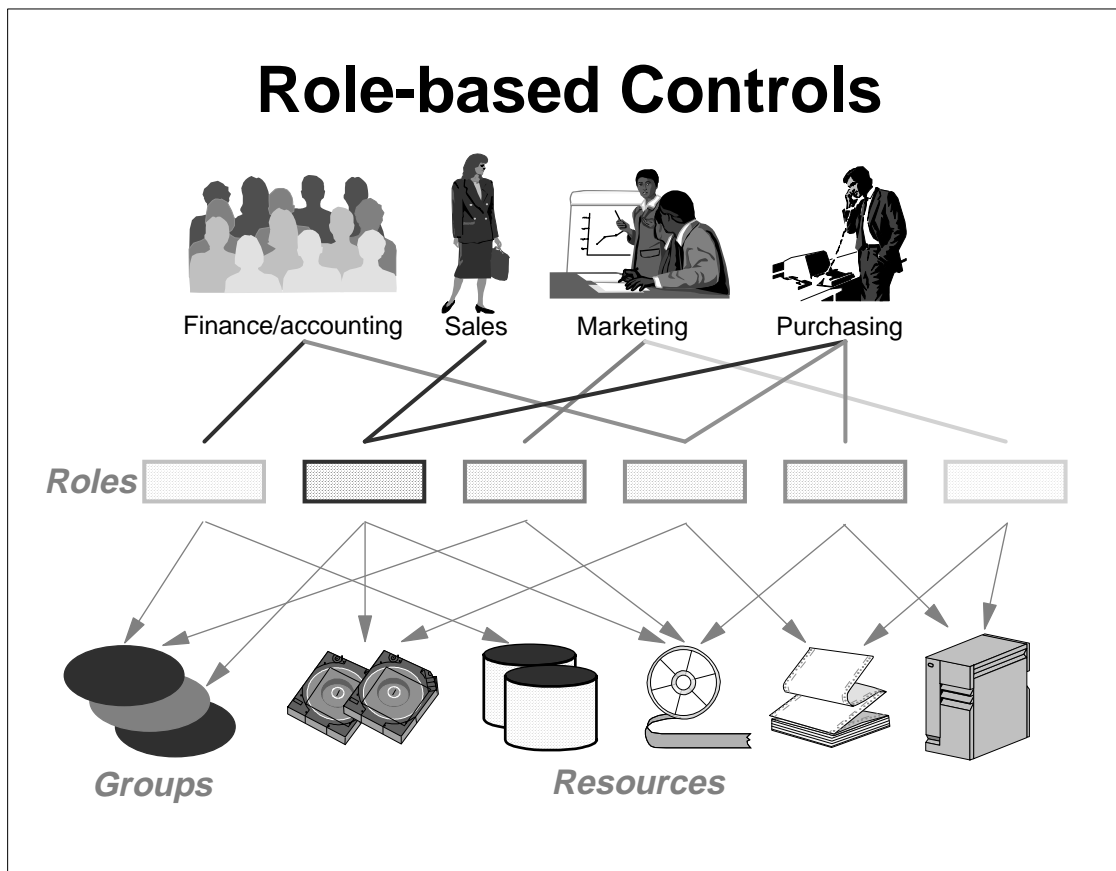 Role-based Controls
Finance/accounting Sales Marketing Purchasing
Roles
Groups Resources